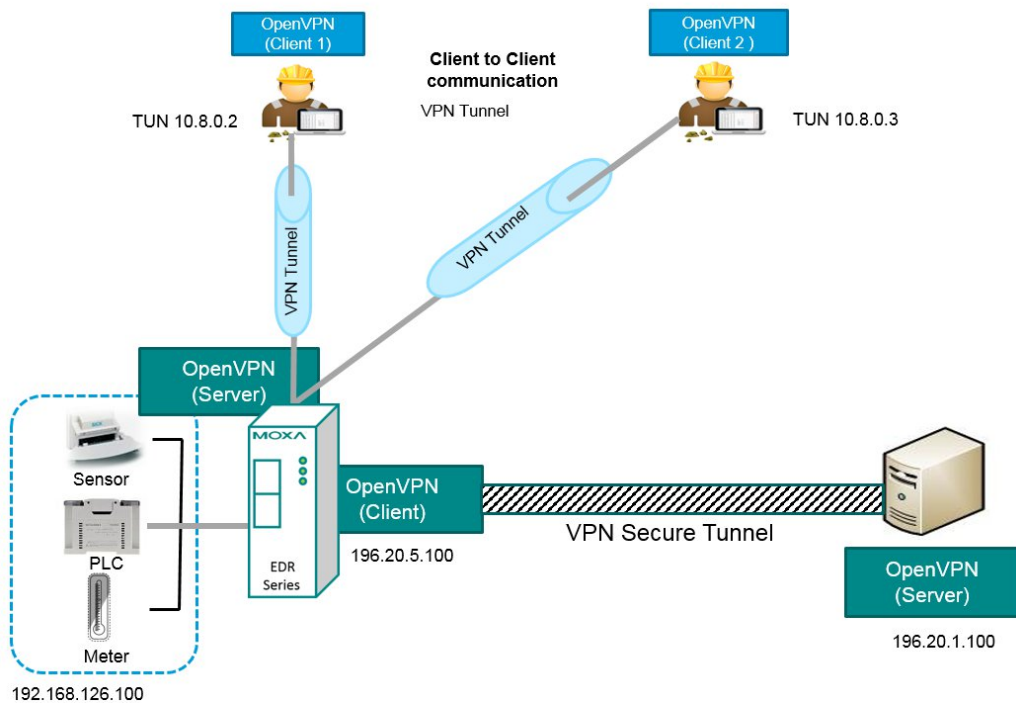 OpenVPN
(Client 1)
OpenVPN
(Client 2 )
Client to Client
communication
VPN Tunnel
TUN 10.8.0.2
TUN 10.8.0.3
VPN Tunnel
VPN Tunnel
OpenVPN
(Server)
MOXA
Sensor
PLC
Meter
192.168.126.100
EDR
Series
OpenVPN
(Client)
196.20.5.100
VPN Secure Tunnel
OpenVPN
(Server)
196.20.1.100